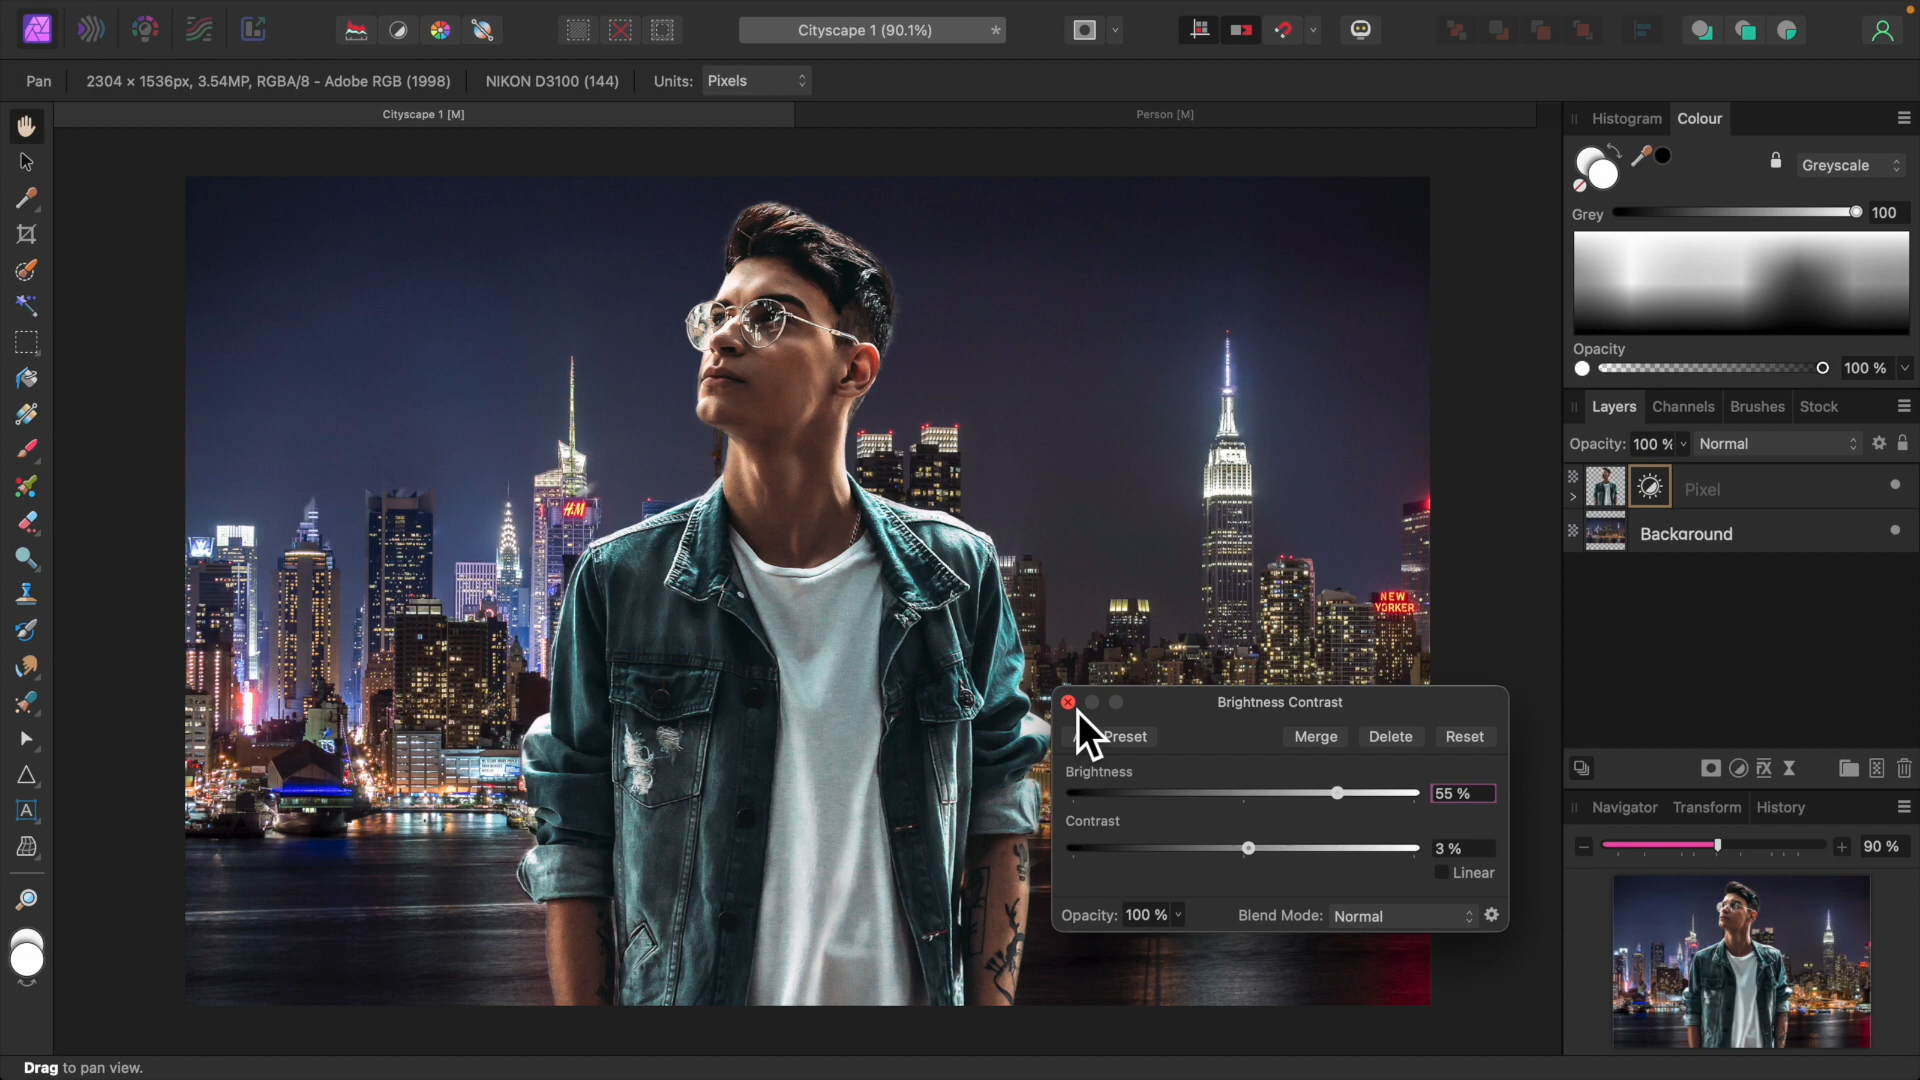 Cityscape 1 (90.1%)
*
Pan
2304 × 1536px, 3.54MP, RGBA/8 - Adobe RGB (1998)
NIKON D3100 (144)
Units: Pixels
Cityscape 1 [M]
Person [M]
Histogram
Colour
Greyscale
Grey
100
Opacity
100 %
Layers
Channels
Brushes
Stock
Opacity: 100 %
Normal
Pixel
Background
H&M
NEW
YORKER
Brightness Contrast
Preset
Merge
Delete
Reset
Brightness
55 %
Contrast
3 %
Linear
Opacity: 100 %
Blend Mode: Normal
Navigator
Transform
History
90 %
A
Drag to pan view.